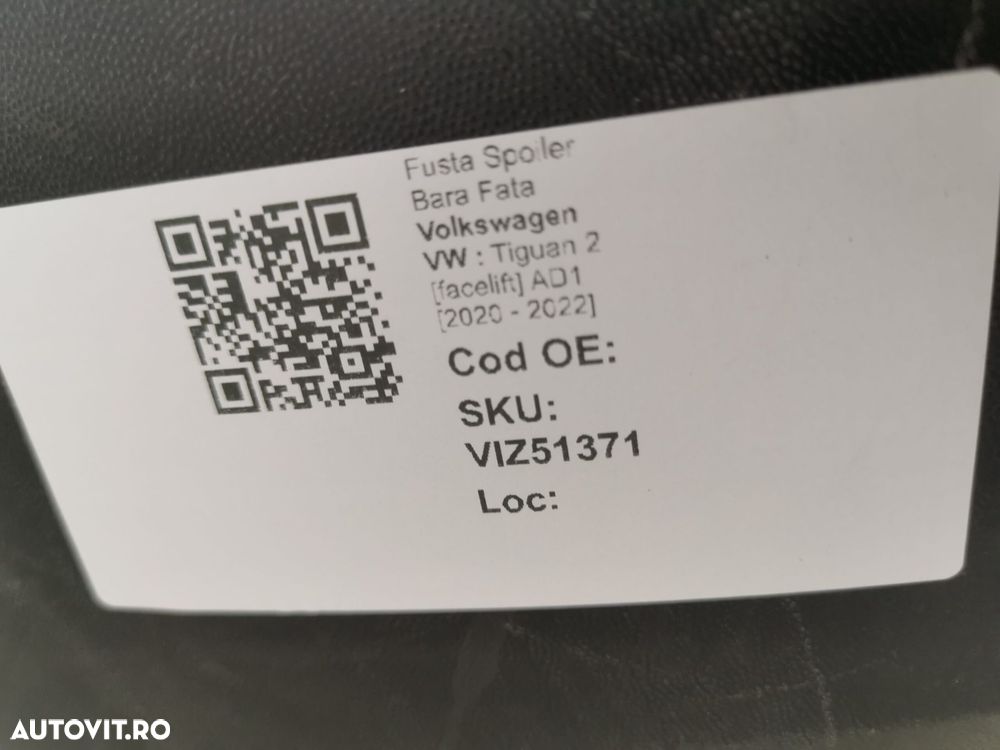 Fusta Spoiler
Bara Fata
Volkswagen
VW : Tiguan 2
[facelift] AD1
[2020 - 2022]
Cod OE:
SKU:
VIZ51371
Loc:
AUTOVIT.RO